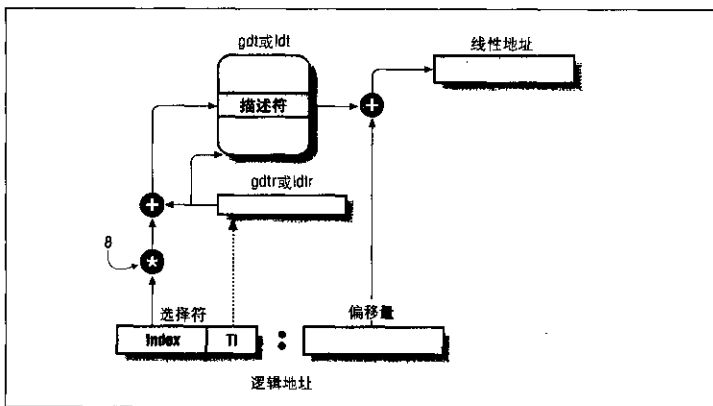 gdt或ldt
线性地址
描述符
+
gdtr或ldtr
+
8
*
选择符
偏移量
Index
TI
:
逻辑地址